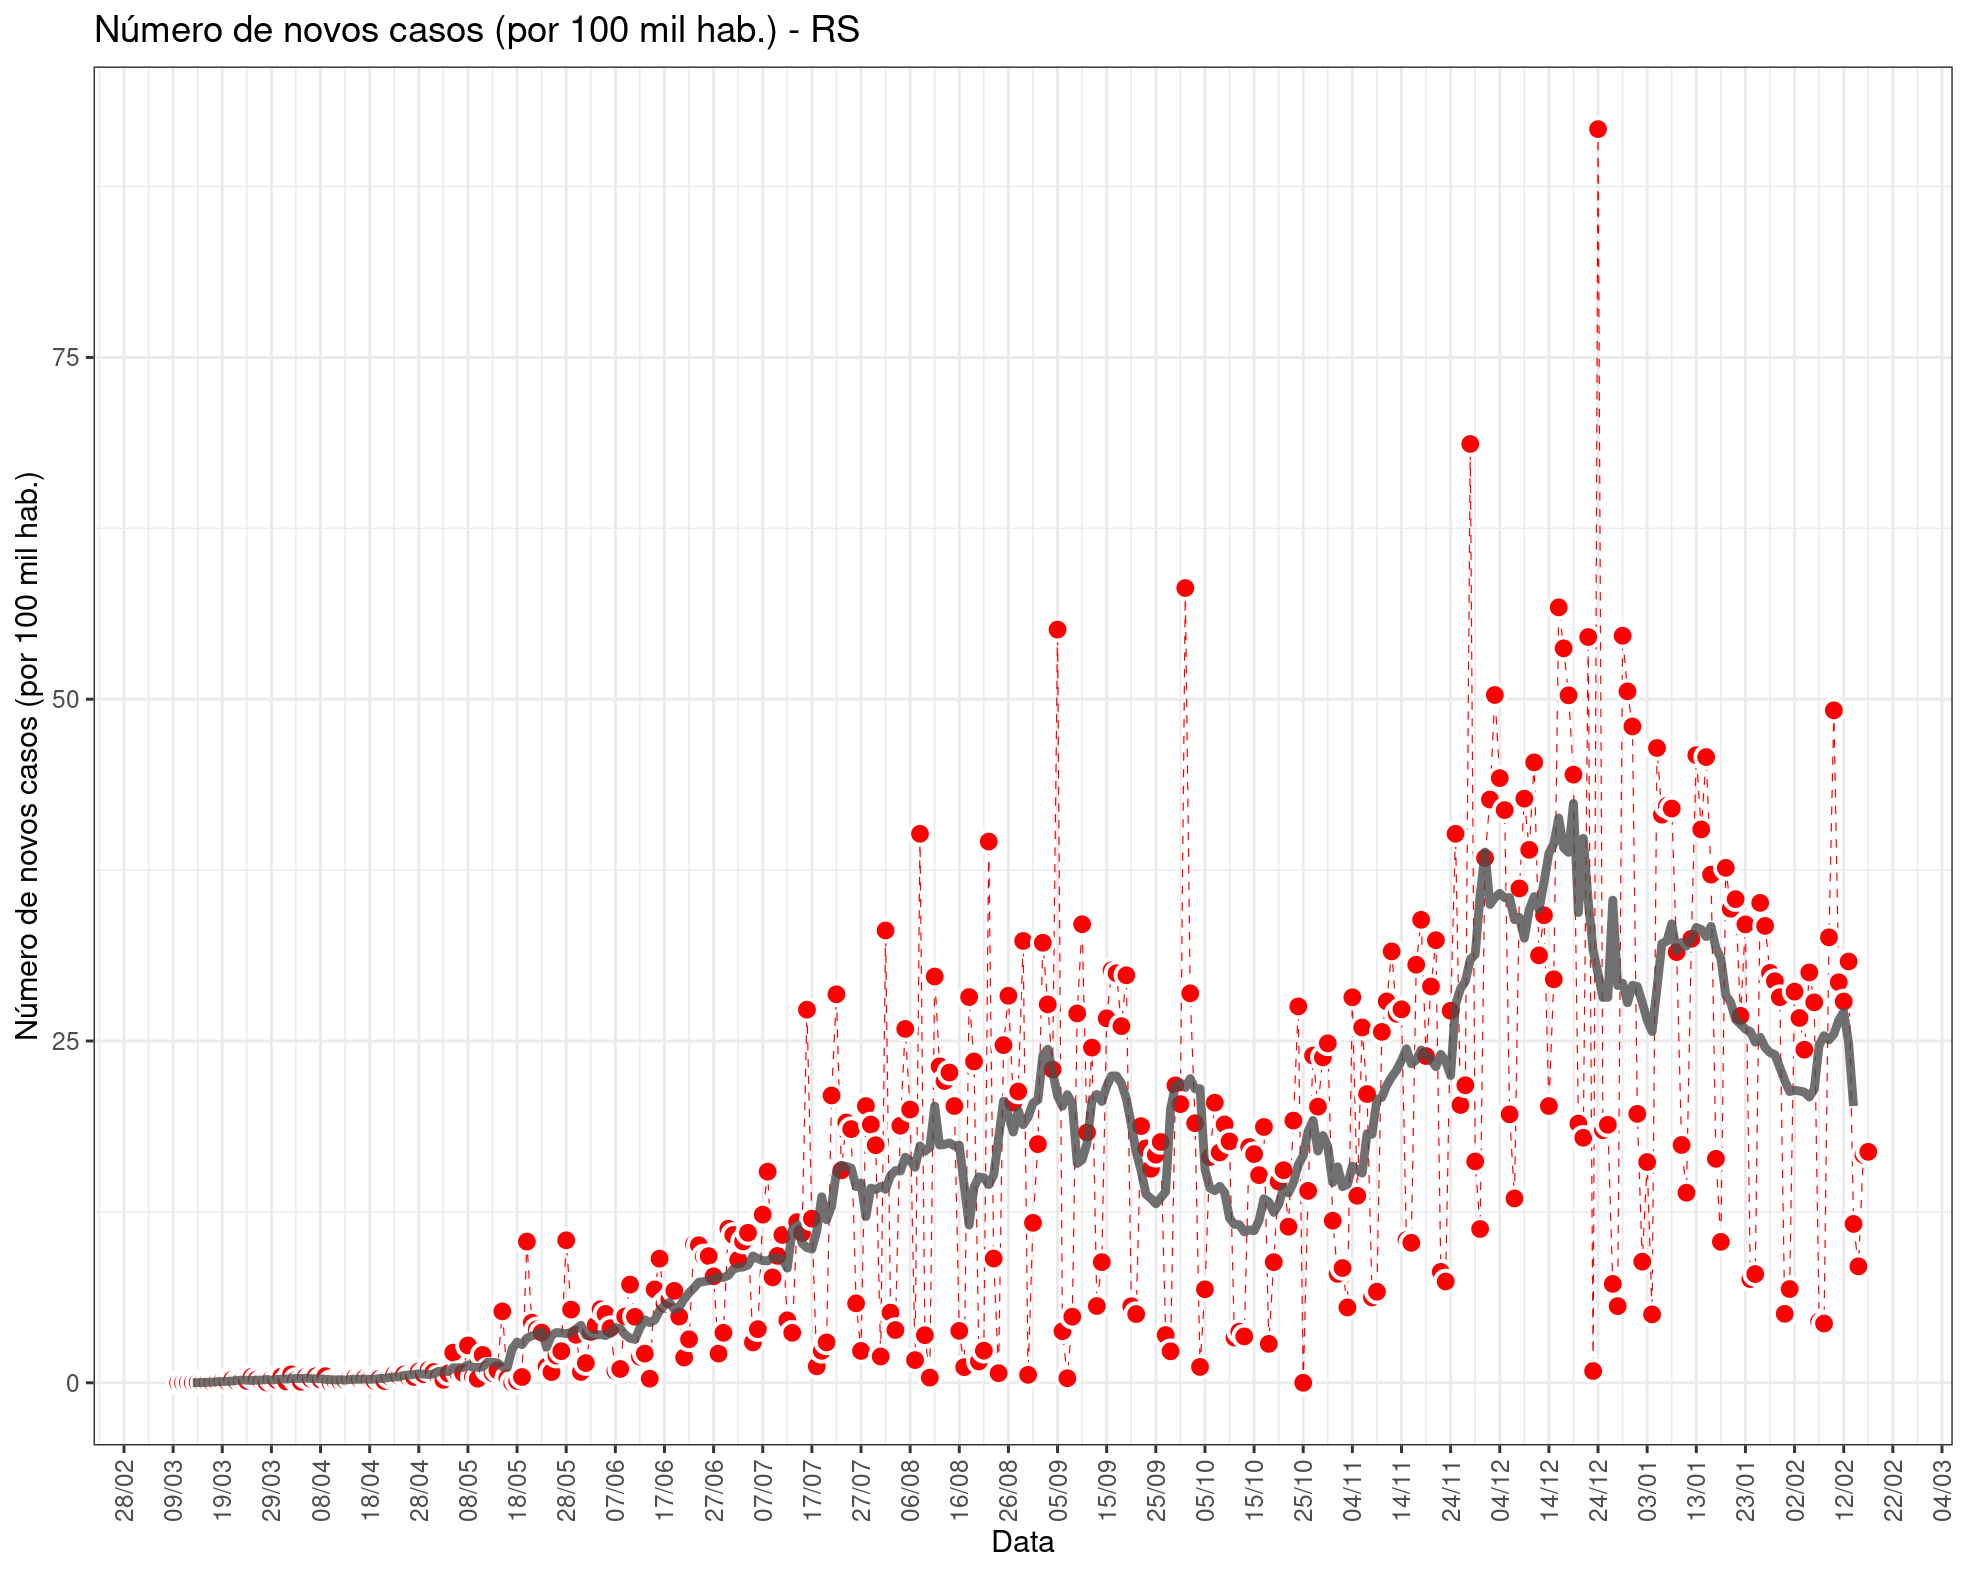 Número de novos casos (por 100 mil hab.) - RS
Número de novos casos (por 100 mil hab.)
75
50
25
0
28/02 09/03 19/03 29/03 08/04 18/04 28/04 08/05 18/05 28/05 07/06 17/06 27/06 07/07 17/07 27/07 06/08 16/08 26/08 05/09 15/09 25/09 05/10 15/10 25/10 04/11 14/11 24/11 04/12 14/12 24/12 03/01 13/01 23/01 02/02 12/02 22/02 04/03
Data